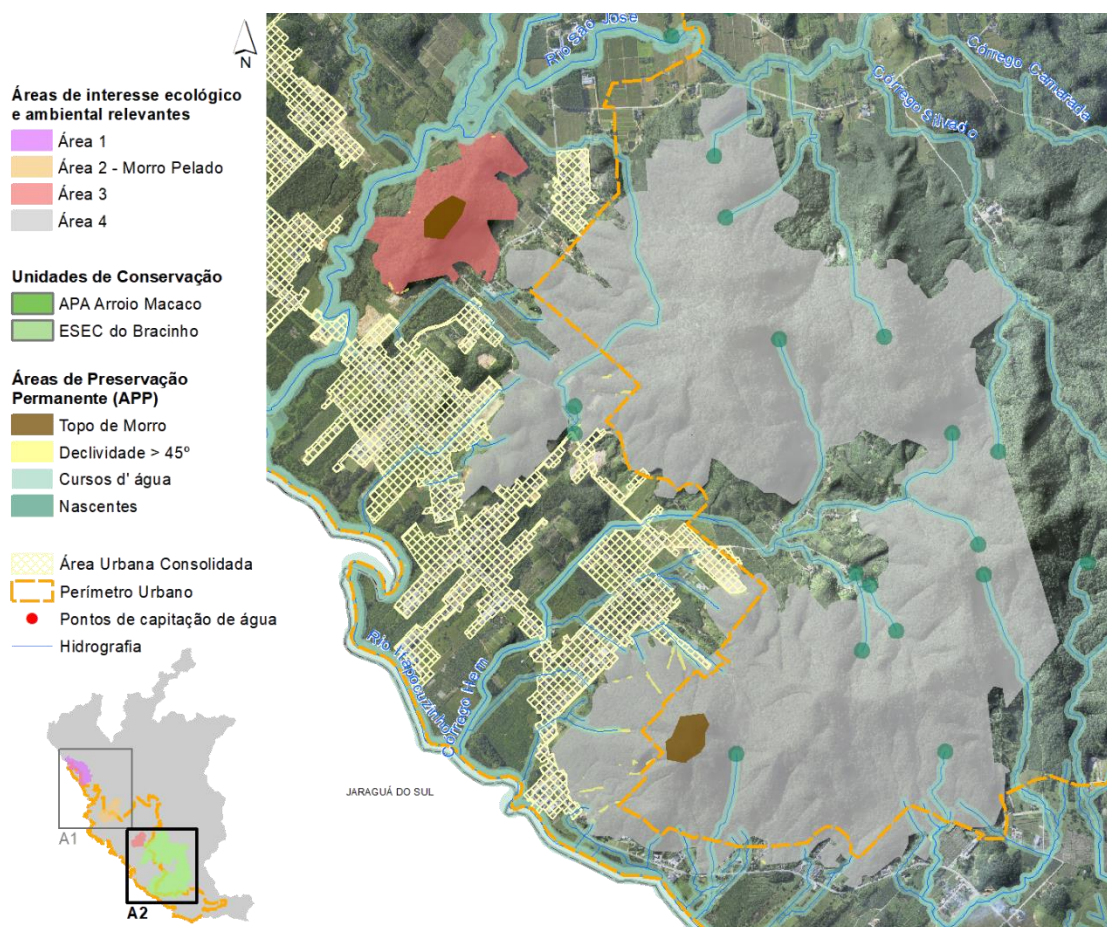 N
Áreas de interesse ecológico
e ambiental relevantes
Área 1
Área 2 - Morro Pelado
Área 3
Área 4
Unidades de Conservação
APA Arroio Macaco
ESEC do Bracinho
Áreas de Preservação
Permanente (APP)
Topo de Morro
Declividade > 45º
Cursos d' água
Nascentes
Área Urbana Consolidada
Perímetro Urbano
Pontos de capitação de água
Hidrografia
A1
A2
Rio São José
Córrego Camarade
Córrego Silvado
Rio Itapocuzinho
Córrego Hem
JARAGUÁ DO SUL